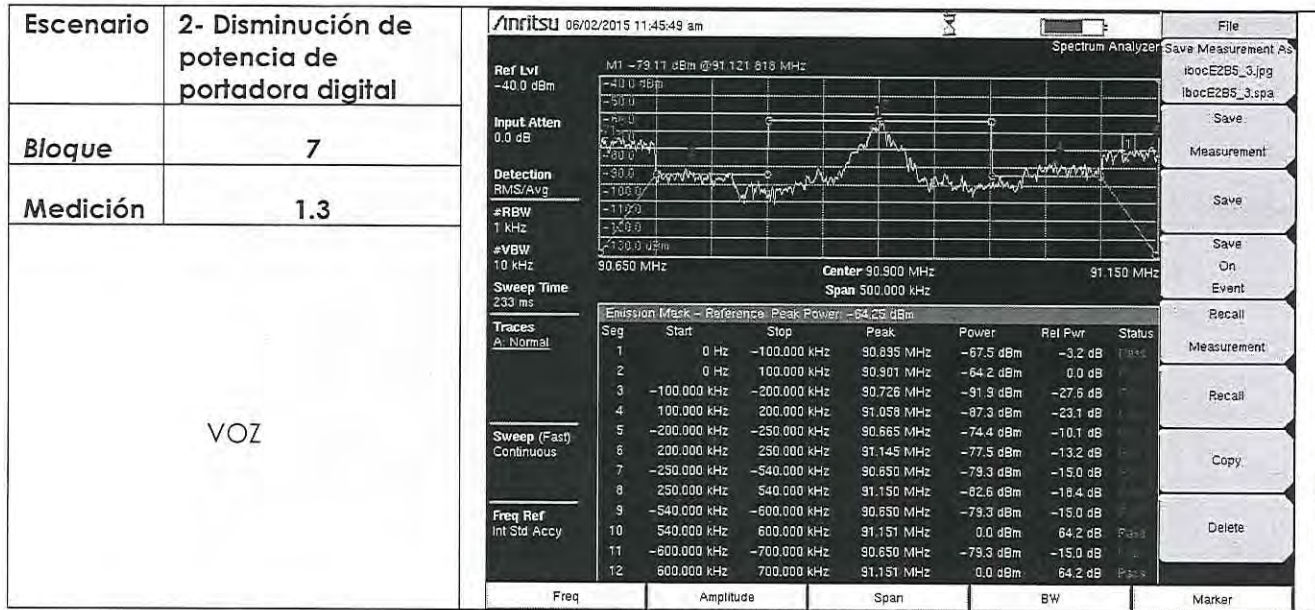 Escenario
2- Disminución de
potencia de
portadora digital
Bloque
7
Medición
1.3
VOZ
Anritsu 06/02/2015 11:45:49 am
Spectrum Analyzer
M1 -79.11 dBm @91.121 818 MHz
Ref Lvl
-40.0 dBm
Input Atten
0.0 dB
Detection
RMS/Avg
#RBW
1 kHz
#VBW
10 kHz
Sweep Time
233 ms
Traces
A: Normal
Sweep (Fast)
Continuous
Freq Ref
Int Std Accy
-40.0 dBm
-50.0
-80.0
-90.0
-100.0
-110.0
-120.0
-130.0 dBm
1
90.650 MHz
Center 90.900 MHz
91.150 MHz
Span 500.000 kHz
Emission Mask - Reference Peak Power: -64.25 dBm
Seg Start Stop Peak Power Rel Pwr Status
1 0 Hz -100.000 kHz 90.895 MHz -67.5 dBm -3.2 dB Pass
2 0 Hz 100.000 kHz 90.901 MHz -64.2 dBm 0.0 dB
3 -100.000 kHz -200.000 kHz 90.726 MHz -91.9 dBm -27.6 dB
4 100.000 kHz 200.000 kHz 91.058 MHz -87.3 dBm -23.1 dB
5 -200.000 kHz -250.000 kHz 90.665 MHz -74.4 dBm -10.1 dB
6 200.000 kHz 250.000 kHz 91.145 MHz -77.5 dBm -13.2 dB
7 -250.000 kHz -540.000 kHz 90.650 MHz -79.3 dBm -15.0 dB
8 250.000 kHz 540.000 kHz 91.150 MHz -82.6 dBm -18.4 dB
9 -540.000 kHz -600.000 kHz 90.650 MHz -79.3 dBm -15.0 dB
10 540.000 kHz 600.000 kHz 91.151 MHz 0.0 dBm 64.2 dB Pass
11 -600.000 kHz -700.000 kHz 90.650 MHz -79.3 dBm -15.0 dB
12 600.000 kHz 700.000 kHz 91.151 MHz 0.0 dBm 64.2 dB Pass
File
Save Measurement As
ibocE2B5_3.jpg
ibocE2B5_3.spa
Save
Measurement
Save
Save
On
Event
Recall
Measurement
Recall
Copy
Delete
Freq
Amplitude
Span
BW
Marker